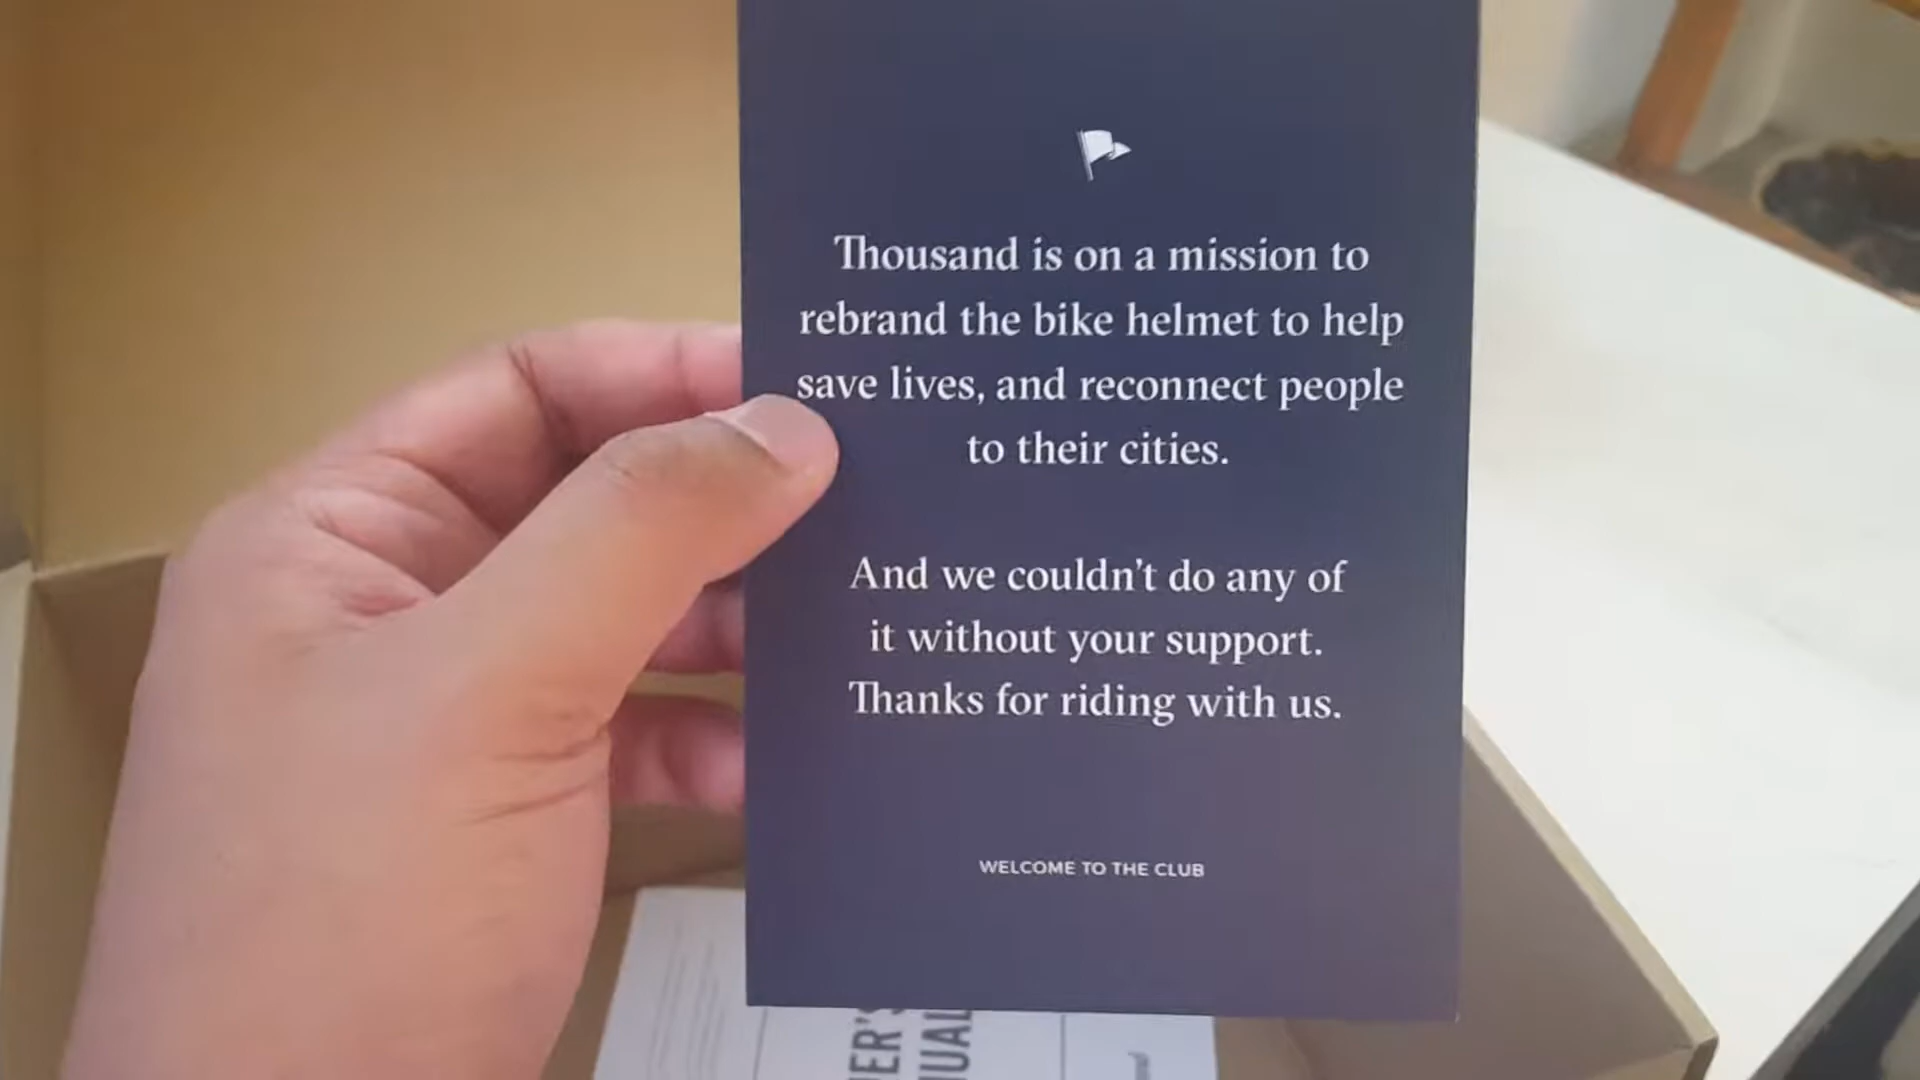 Thousand is on a mission to
rebrand the bike helmet to help
save lives, and reconnect people
to their cities.
And we couldn't do any of
it without your support.
Thanks for riding with us.
WELCOME TO THE CLUB